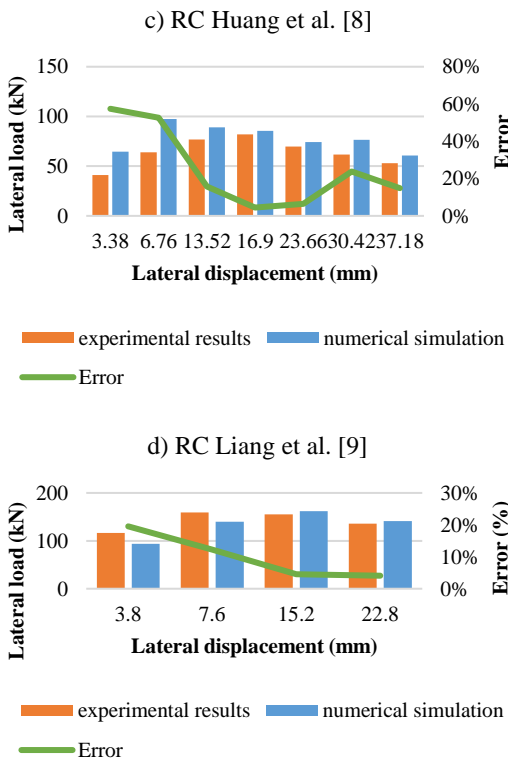 c) RC Huang et al. [8]
150
100
50
0
80%
60%
40%
20%
0%
Lateral load (kN)
Error
3.38 6.76 13.52 16.9 23.66 30.42 37.18
Lateral displacement (mm)
experimental results numerical simulation
Error
d) RC Liang et al. [9]
200
100
0
30%
20%
10%
0%
Lateral load (kN)
Error (%)
3.8 7.6 15.2 22.8
Lateral displacement (mm)
experimental results numerical simulation
Error